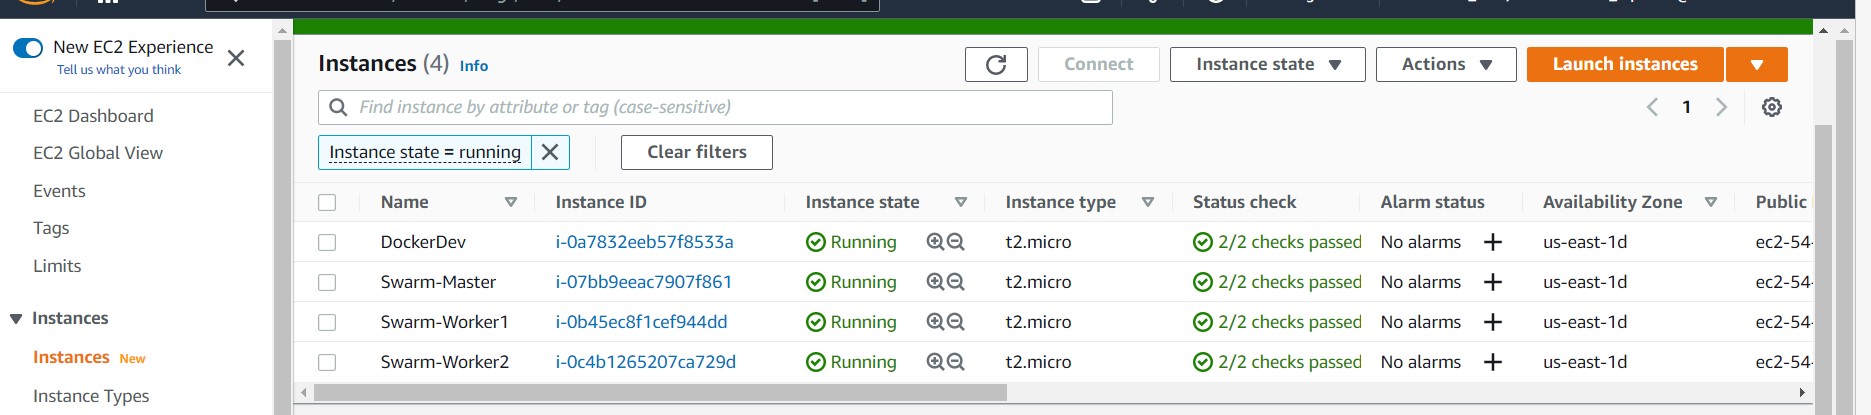 New EC2 Experience
Tell us what you think
EC2 Dashboard
EC2 Global View
Events
Tags
Limits
Instances
Instances New
Instance Types
Instances (4) Info
Connect
Instance state
Actions
Launch instances
Find instance by attribute or tag (case-sensitive)
1
Instance state = running
Clear filters
Name Instance ID Instance state Instance type Status check Alarm status Availability Zone Public
DockerDev i-0a7832eeb57f8533a Running t2.micro 2/2 checks passed No alarms us-east-1d ec2-54-
Swarm-Master i-07bb9eeac7907f861 Running t2.micro 2/2 checks passed No alarms us-east-1d ec2-54-
Swarm-Worker1 i-0b45ec8f1cef944dd Running t2.micro 2/2 checks passed No alarms us-east-1d ec2-54-
Swarm-Worker2 i-0c4b1265207ca729d Running t2.micro 2/2 checks passed No alarms us-east-1d ec2-54-